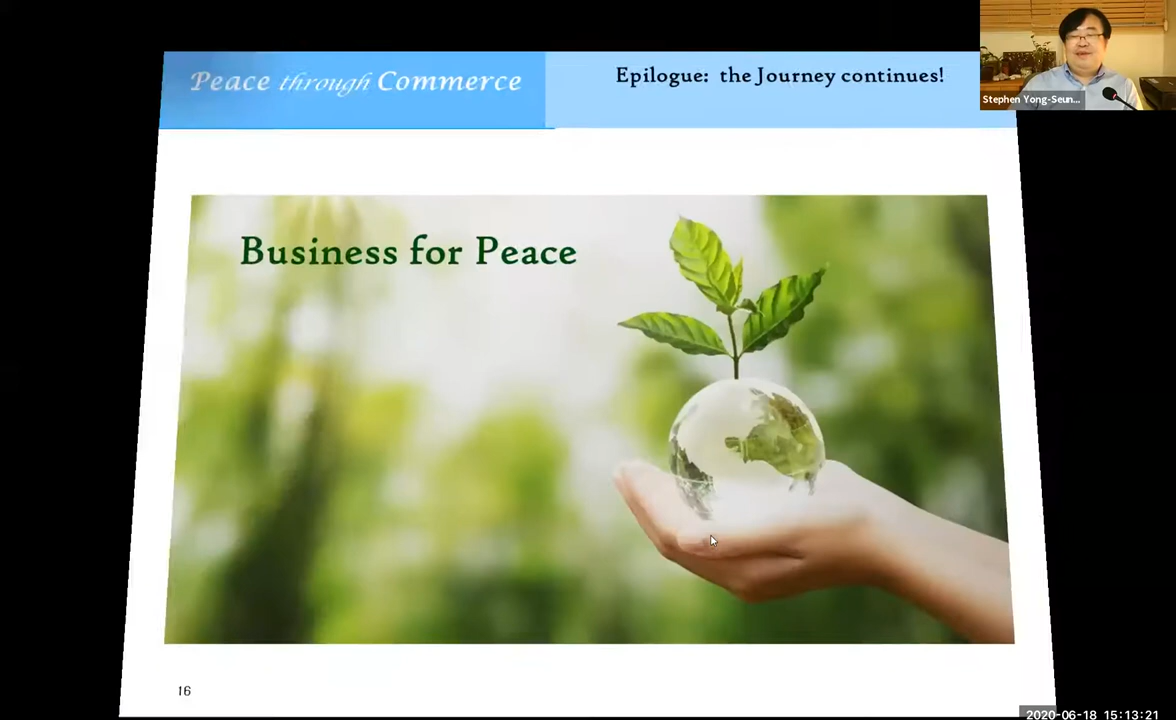 Peace through Commerce
Epilogue: the Journey continues!
Stephen Yong-Seun...
Business for Peace
16
2020-06-18 15:13:21